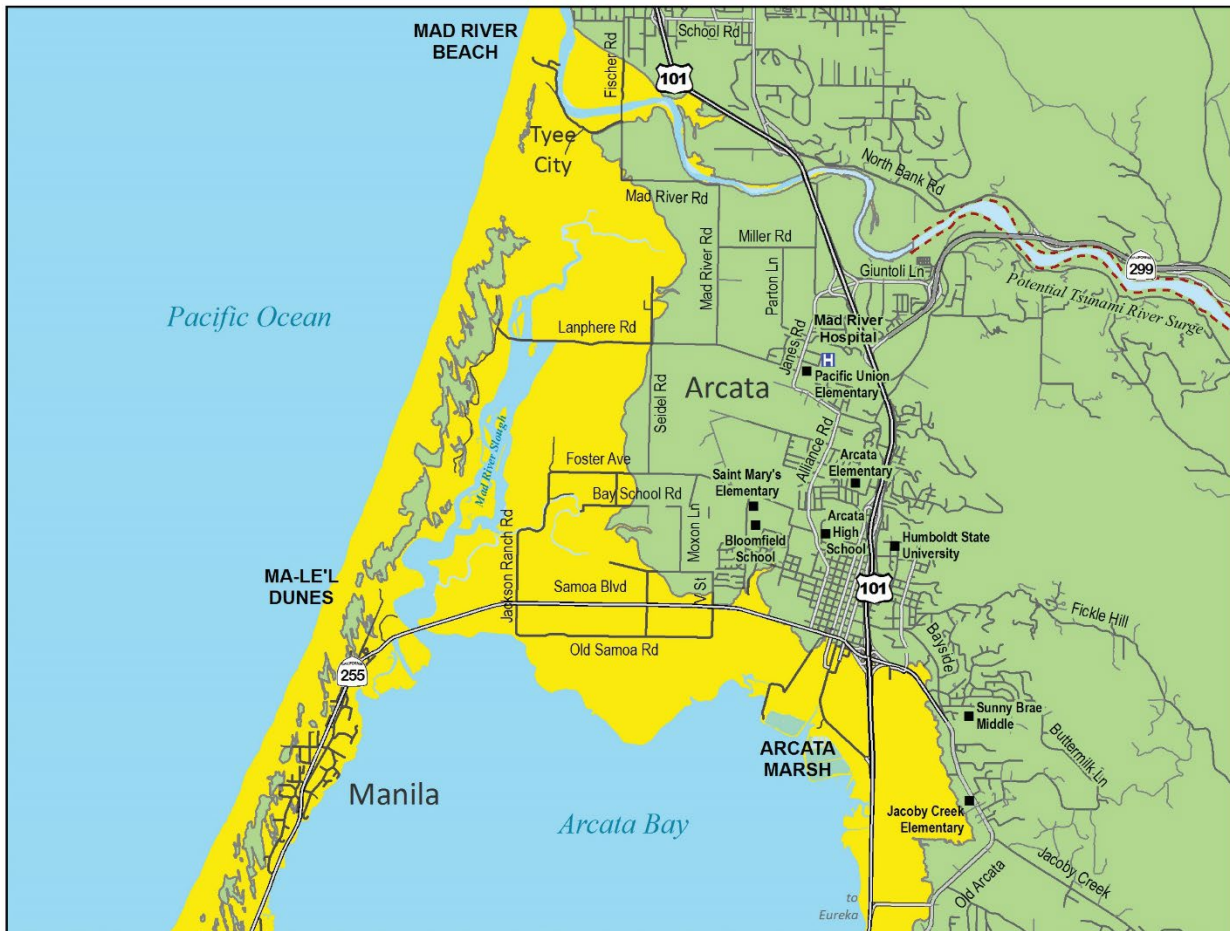 MAD RIVER
BEACH
School Rd
Fischer Rd
101
Tyee
City
North Bank Rd
Mad River Rd
Miller Rd
Mad River Rd
Parton Ln
Giuntoli Ln
CALIFORNIA
299
Potential Tsunami River Surge
Pacific Ocean
Lanphere Rd
Janes Rd
Mad River
Hospital
H
Pacific Union
Elementary
Arcata
Seidel Rd
Mad River Slough
Alliance Rd
Foster Ave
Bay School Rd
Saint Mary's
Elementary
Arcata
Elementary
Moxon Ln
Bloomfield
School
Arcata
High
School
Humboldt State
University
Jackson Ranch Rd
MA-LE'L
DUNES
Samoa Blvd
V St
101
Fickle Hill
Old Samoa Rd
Bayside
CALIFORNIA
255
Sunny Brae
Middle
Buttermilk Ln
ARCATA
MARSH
Manila
Arcata Bay
Jacoby Creek
Elementary
Jacoby Creek
Old Arcata
to
Eureka